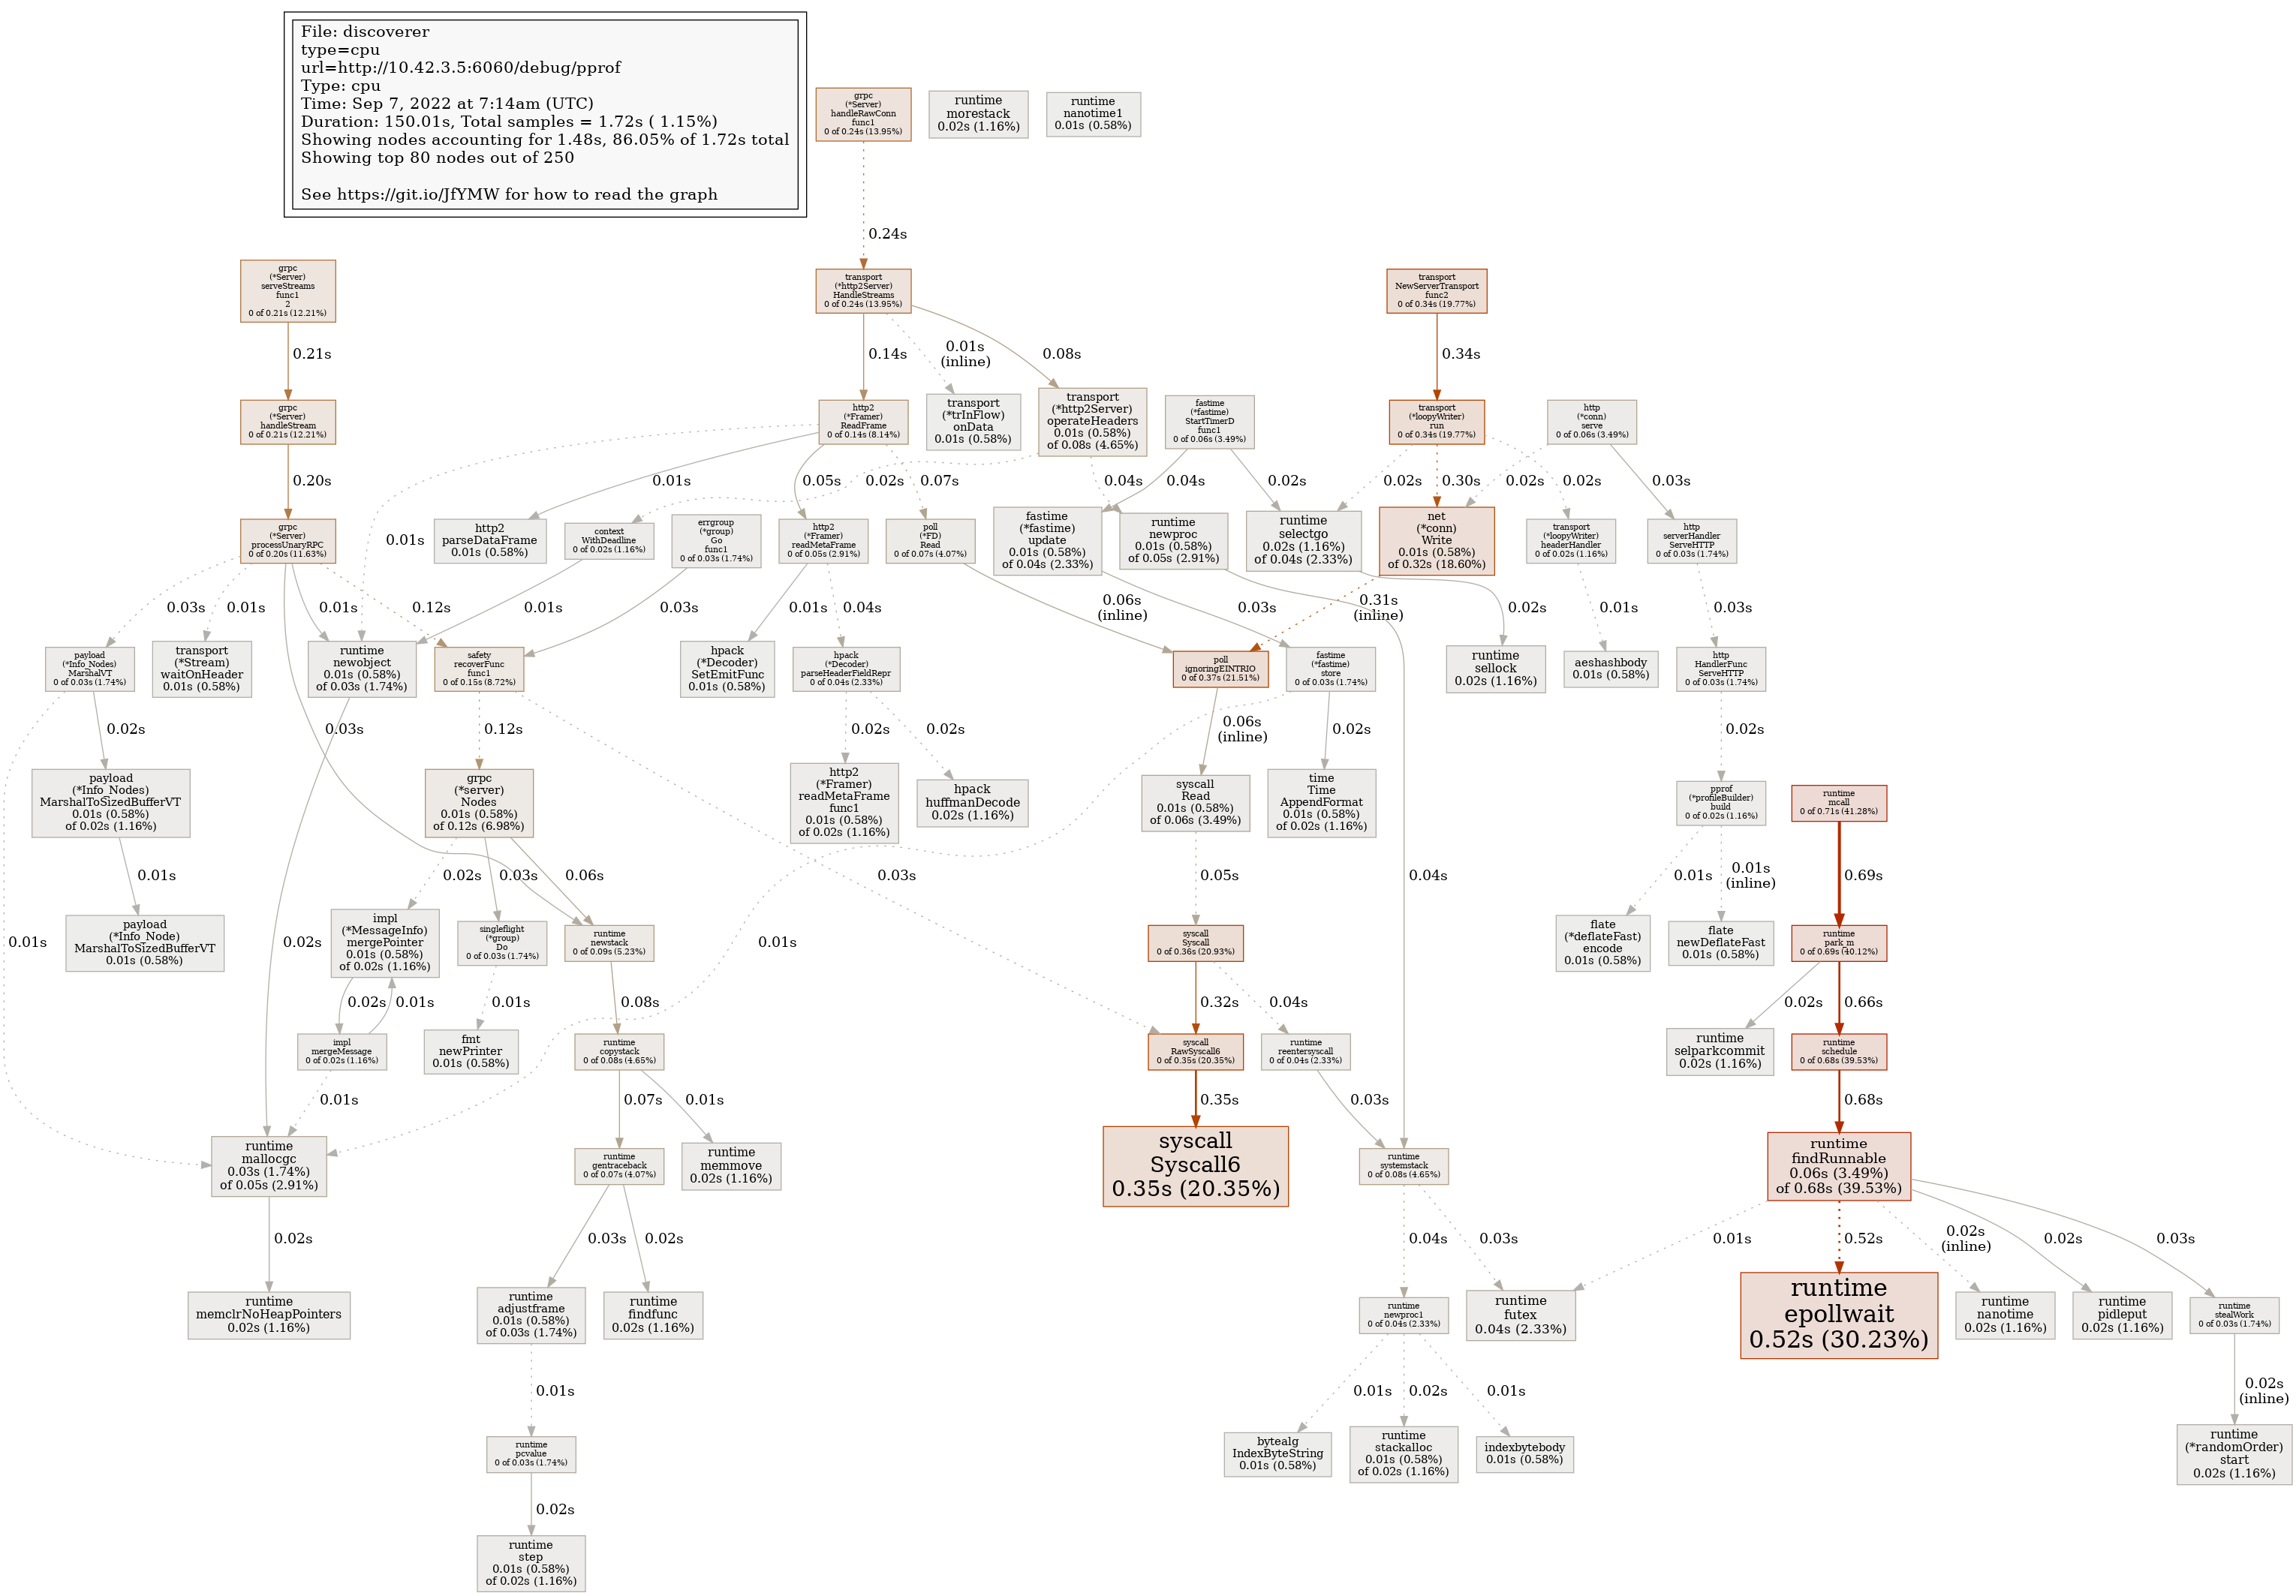 File: discoverer
type=cpu
url=http://10.42.3.5:6060/debug/pprof
Type: cpu
Time: Sep 7, 2022 at 7:14am (UTC)
Duration: 150.01s, Total samples = 1.72s ( 1.15%)
Showing nodes accounting for 1.48s, 86.05% of 1.72s total
Showing top 80 nodes out of 250
See https://git.io/JfYMW for how to read the graph
grpc
(*Server)
handleRawConn
func1
0 of 0.24s (13.95%)
runtime
morestack
0.02s (1.16%)
runtime
nanotime1
0.01s (0.58%)
0.24s
grpc
(*Server)
serveStreams
func1
2
0 of 0.21s (12.21%)
transport
(*http2Server)
HandleStreams
0 of 0.24s (13.95%)
transport
NewServerTransport
func2
0 of 0.34s (19.77%)
0.21s
0.14s
0.01s
(inline)
0.08s
0.34s
grpc
(*Server)
handleStream
0 of 0.21s (12.21%)
http2
(*Framer)
ReadFrame
0 of 0.14s (8.14%)
transport
(*trInFlow)
onData
0.01s (0.58%)
transport
(*http2Server)
operateHeaders
0.01s (0.58%)
of 0.08s (4.65%)
fastime
(*fastime)
StartTimerD
func1
0 of 0.06s (3.49%)
transport
(*loopyWriter)
run
0 of 0.34s (19.77%)
http
(*conn)
serve
0 of 0.06s (3.49%)
0.20s
0.01s
0.01s
0.05s
0.02s
0.07s
0.04s
0.04s
0.02s
0.02s
0.30s
0.02s
0.02s
0.03s
grpc
(*Server)
processUnaryRPC
0 of 0.20s (11.63%)
http2
parseDataFrame
0.01s (0.58%)
context
WithDeadline
0 of 0.02s (1.16%)
errgroup
(*group)
Go
func1
0 of 0.03s (1.74%)
http2
(*Framer)
readMetaFrame
0 of 0.05s (2.91%)
poll
(*FD)
Read
0 of 0.07s (4.07%)
fastime
(*fastime)
update
0.01s (0.58%)
of 0.04s (2.33%)
runtime
newproc
0.01s (0.58%)
of 0.05s (2.91%)
runtime
selectgo
0.02s (1.16%)
of 0.04s (2.33%)
net
(*conn)
Write
0.01s (0.58%)
of 0.32s (18.60%)
transport
(*loopyWriter)
headerHandler
0 of 0.02s (1.16%)
http
serverHandler
ServeHTTP
0 of 0.03s (1.74%)
0.03s
0.01s
0.01s
0.12s
0.01s
0.03s
0.01s
0.04s
0.06s
(inline)
0.03s
0.31s
(inline)
0.02s
0.01s
0.03s
payload
(*Info_Nodes)
MarshalVT
0 of 0.03s (1.74%)
transport
(*Stream)
waitOnHeader
0.01s (0.58%)
runtime
newobject
0.01s (0.58%)
of 0.03s (1.74%)
safety
recoverFunc
func1
0 of 0.15s (8.72%)
hpack
(*Decoder)
SetEmitFunc
0.01s (0.58%)
hpack
(*Decoder)
parseHeaderFieldRepr
0 of 0.04s (2.33%)
poll
ignoringEINTRIO
0 of 0.37s (21.51%)
fastime
(*fastime)
store
0 of 0.03s (1.74%)
runtime
sellock
0.02s (1.16%)
aeshashbody
0.01s (0.58%)
http
HandlerFunc
ServeHTTP
0 of 0.03s (1.74%)
0.02s
0.03s
0.12s
0.02s
0.02s
0.06s
(inline)
0.02s
0.02s
payload
(*Info_Nodes)
MarshalToSizedBufferVT
0.01s (0.58%)
of 0.02s (1.16%)
grpc
(*server)
Nodes
0.01s (0.58%)
of 0.12s (6.98%)
http2
(*Framer)
readMetaFrame
func1
0.01s (0.58%)
of 0.02s (1.16%)
hpack
huffmanDecode
0.02s (1.16%)
syscall
Read
0.01s (0.58%)
of 0.06s (3.49%)
time
Time
AppendFormat
0.01s (0.58%)
of 0.02s (1.16%)
pprof
(*profileBuilder)
build
0 of 0.02s (1.16%)
runtime
mcall
0 of 0.71s (41.28%)
0.01s
0.02s
0.03s
0.06s
0.03s
0.05s
0.04s
0.01s
0.01s
(inline)
0.69s
payload
(*Info_Node)
MarshalToSizedBufferVT
0.01s (0.58%)
impl
(*MessageInfo)
mergePointer
0.01s (0.58%)
of 0.02s (1.16%)
singleflight
(*group)
Do
0 of 0.03s (1.74%)
runtime
newstack
0 of 0.09s (5.23%)
syscall
Syscall
0 of 0.36s (20.93%)
flate
(*deflateFast)
encode
0.01s (0.58%)
flate
newDeflateFast
0.01s (0.58%)
runtime
park_m
0 of 0.69s (40.12%)
0.01s
0.02s
0.01s
0.02s
0.01s
0.01s
0.08s
0.32s
0.04s
0.02s
0.66s
impl
mergeMessage
0 of 0.02s (1.16%)
fmt
newPrinter
0.01s (0.58%)
runtime
copystack
0 of 0.08s (4.65%)
syscall
RawSyscall6
0 of 0.35s (20.35%)
runtime
reentersyscall
0 of 0.04s (2.33%)
runtime
selparkcommit
0.02s (1.16%)
runtime
schedule
0 of 0.68s (39.53%)
0.01s
0.07s
0.01s
0.35s
0.03s
0.68s
runtime
mallocgc
0.03s (1.74%)
of 0.05s (2.91%)
runtime
gentraceback
0 of 0.07s (4.07%)
runtime
memmove
0.02s (1.16%)
syscall
Syscall6
0.35s (20.35%)
runtime
systemstack
0 of 0.08s (4.65%)
runtime
findRunnable
0.06s (3.49%)
of 0.68s (39.53%)
0.02s
0.03s
0.02s
0.04s
0.03s
0.01s
0.52s
0.02s
(inline)
0.02s
0.03s
runtime
memclrNoHeapPointers
0.02s (1.16%)
runtime
adjustframe
0.01s (0.58%)
of 0.03s (1.74%)
runtime
findfunc
0.02s (1.16%)
runtime
newproc1
0 of 0.04s (2.33%)
runtime
futex
0.04s (2.33%)
runtime
epollwait
0.52s (30.23%)
runtime
nanotime
0.02s (1.16%)
runtime
pidleput
0.02s (1.16%)
runtime
stealWork
0 of 0.03s (1.74%)
0.01s
0.01s
0.02s
0.01s
0.02s
(inline)
runtime
pcvalue
0 of 0.03s (1.74%)
bytealg
IndexByteString
0.01s (0.58%)
runtime
stackalloc
0.01s (0.58%)
of 0.02s (1.16%)
indexbytebody
0.01s (0.58%)
runtime
(*randomOrder)
start
0.02s (1.16%)
0.02s
runtime
step
0.01s (0.58%)
of 0.02s (1.16%)